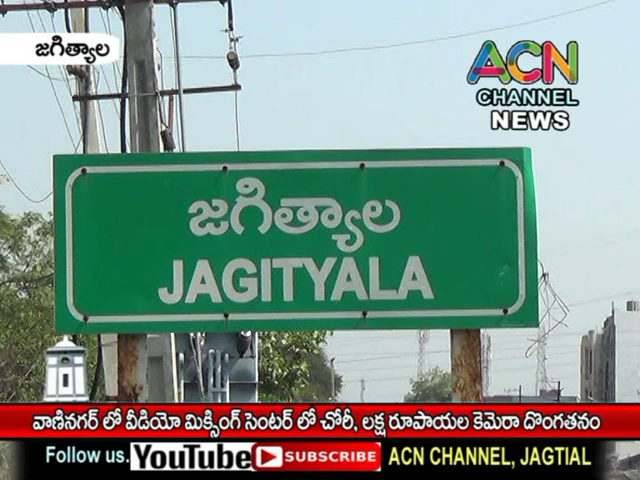 జగిత్యాల
ACN
CHANNEL
NEWS
జగిత్యాల
JAGITYALA
వాణినగర్ లో వీడియో మిక్సింగ్ సెంటర్ లో చోరీ, లక్ష రూపాయల కెమెరా దొంగతనం
Follow us. YouTube SUBSCRIBE ACN CHANNEL, JAGTIAL